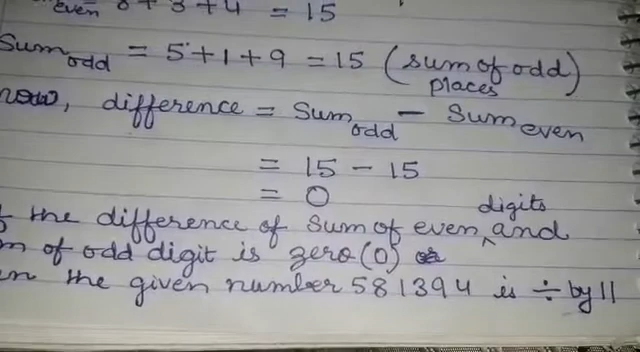 even 8 + 3 + 4 = 15
Sum odd = 5 + 1 + 9 = 15 (sum of odd places)
now, difference = Sum odd - Sum even
= 15 - 15
= 0
the difference of sum of even digits and
of odd digit is zero (0)
the given number 581394 is ÷ by 11